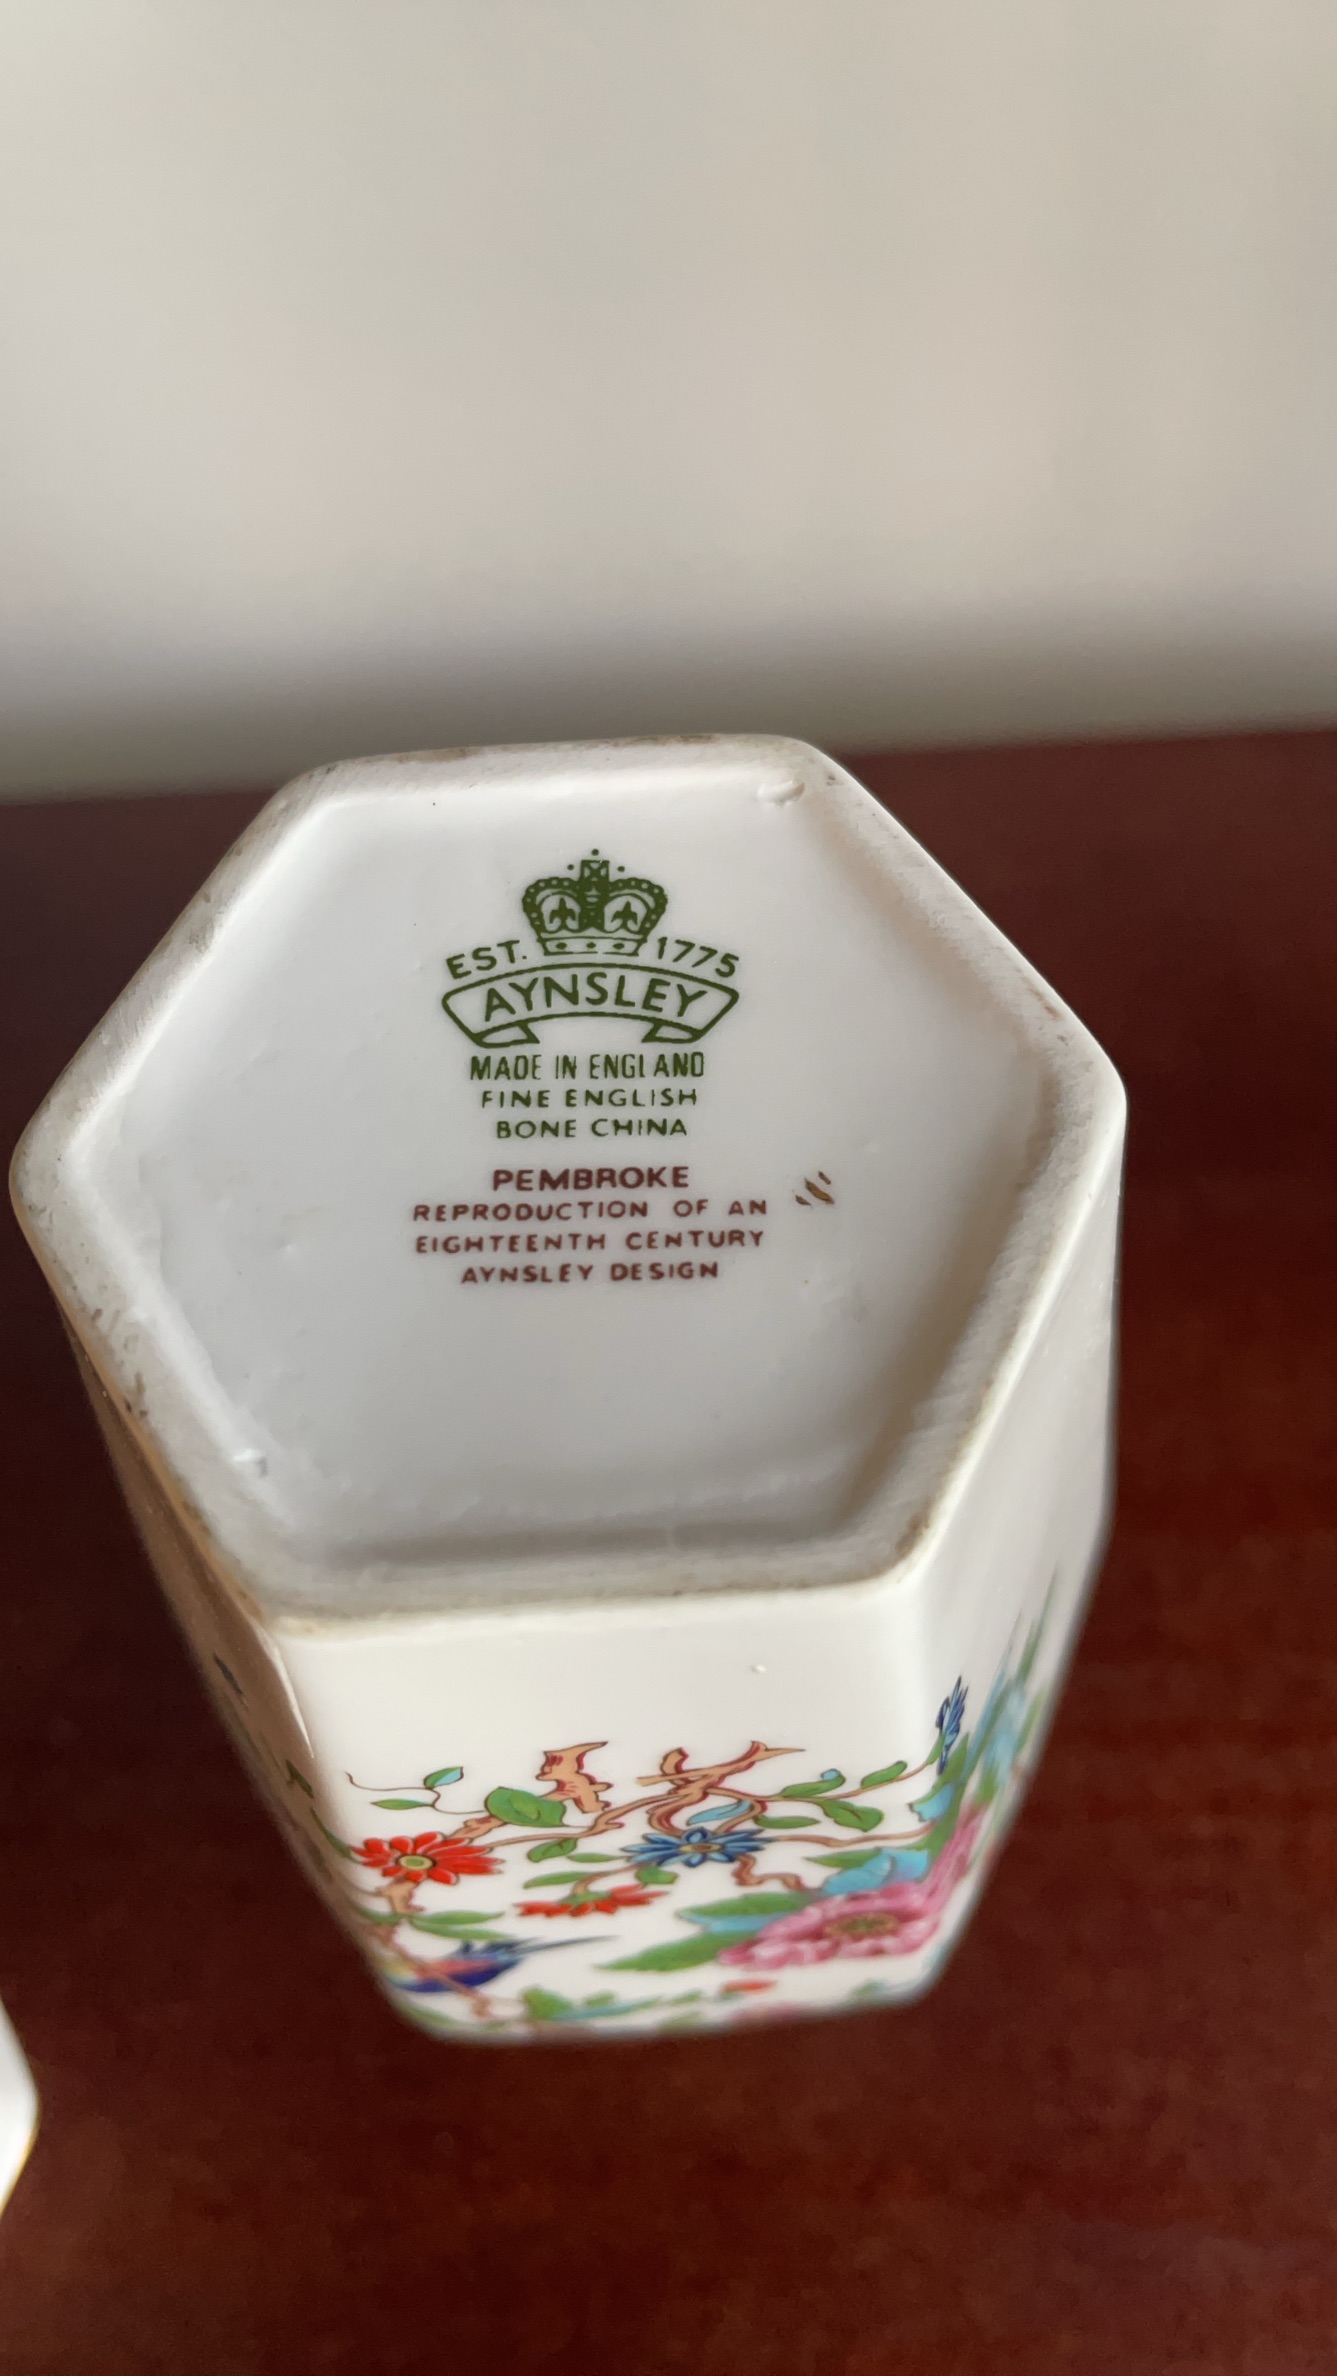 EST. 1775
AYNSLEY
MADE IN ENGLAND
FINE ENGLISH
BONE CHINA
PEMBROKE
REPRODUCTION OF AN
EIGHTEENTH CENTURY
AYNSLEY DESIGN